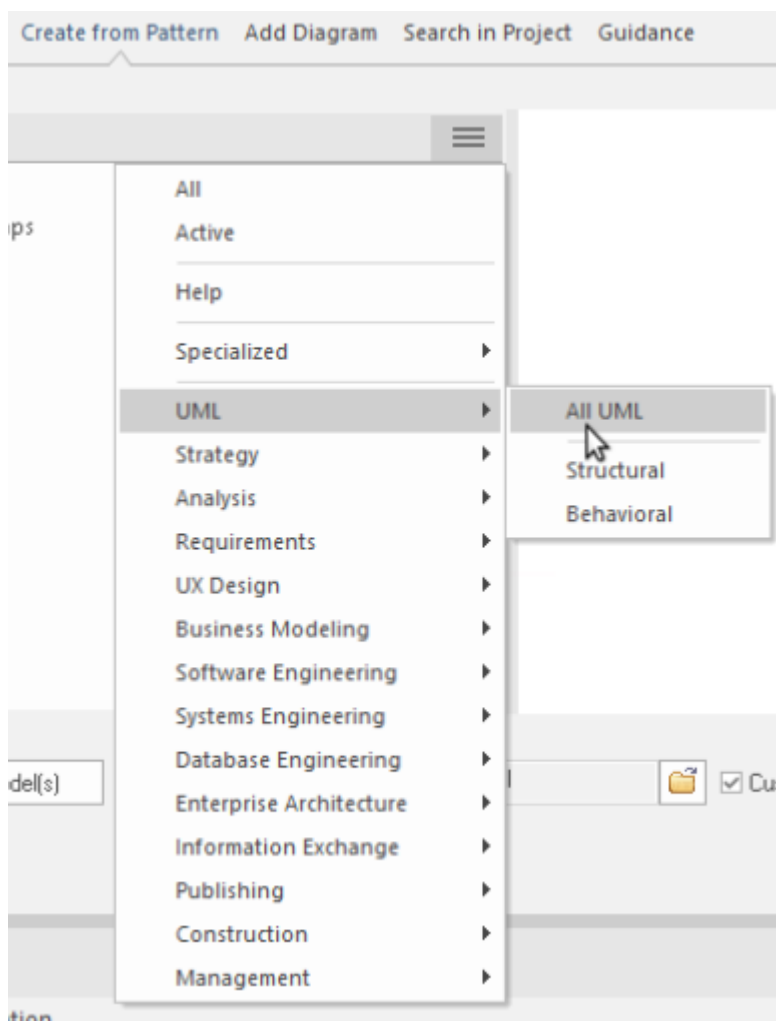 Create from Pattern Add Diagram Search in Project Guidance
All
Active
Help
Specialized
UML
All UML
Strategy
Structural
Analysis
Behavioral
Requirements
UX Design
Business Modeling
Software Engineering
Systems Engineering
Database Engineering
Enterprise Architecture
Information Exchange
Publishing
Construction
Management